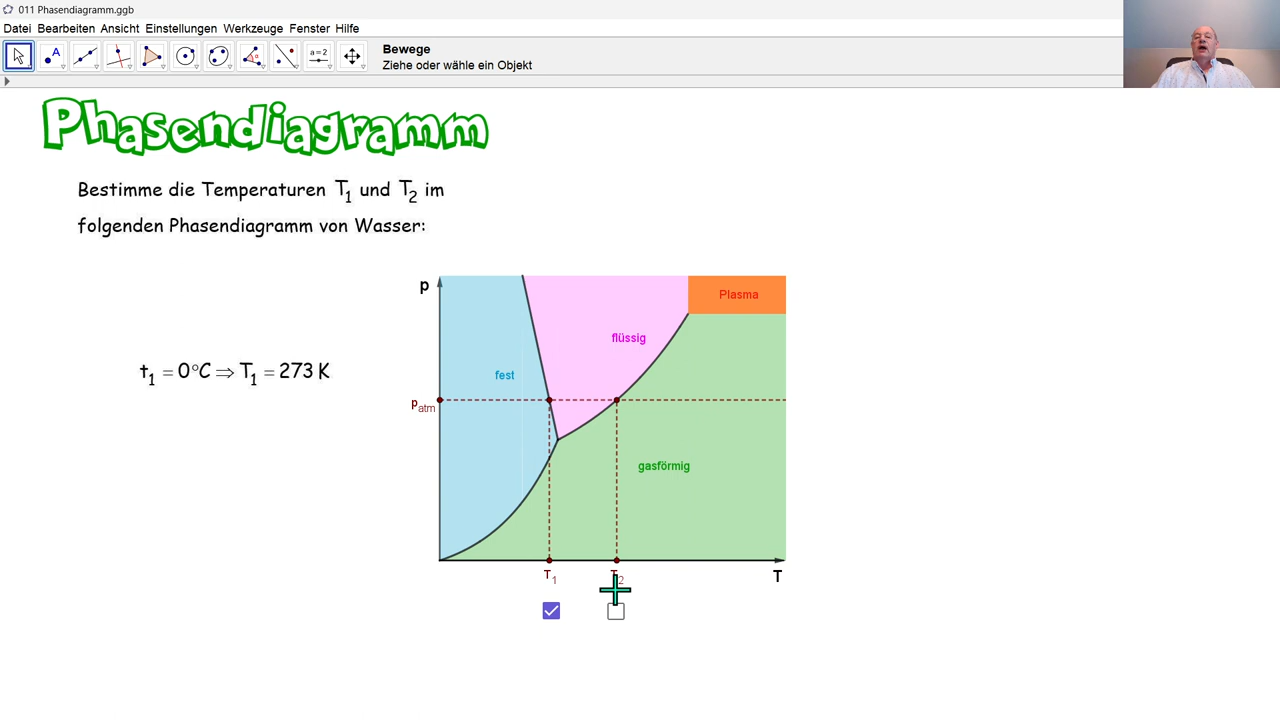 011 Phasendiagramm.ggb
Datei Bearbeiten Ansicht Einstellungen Werkzeuge Fenster Hilfe
A
α
a=2
Bewege
Ziehe oder wähle ein Objekt
Phasendiagramm
Bestimme die Temperaturen T₁ und T₂ im
folgenden Phasendiagramm von Wasser:
p
Plasma
flüssig
t₁ = 0°C ⇒ T₁ = 273 K
fest
pₐₜₘ
gasförmig
T₁
T₂
T